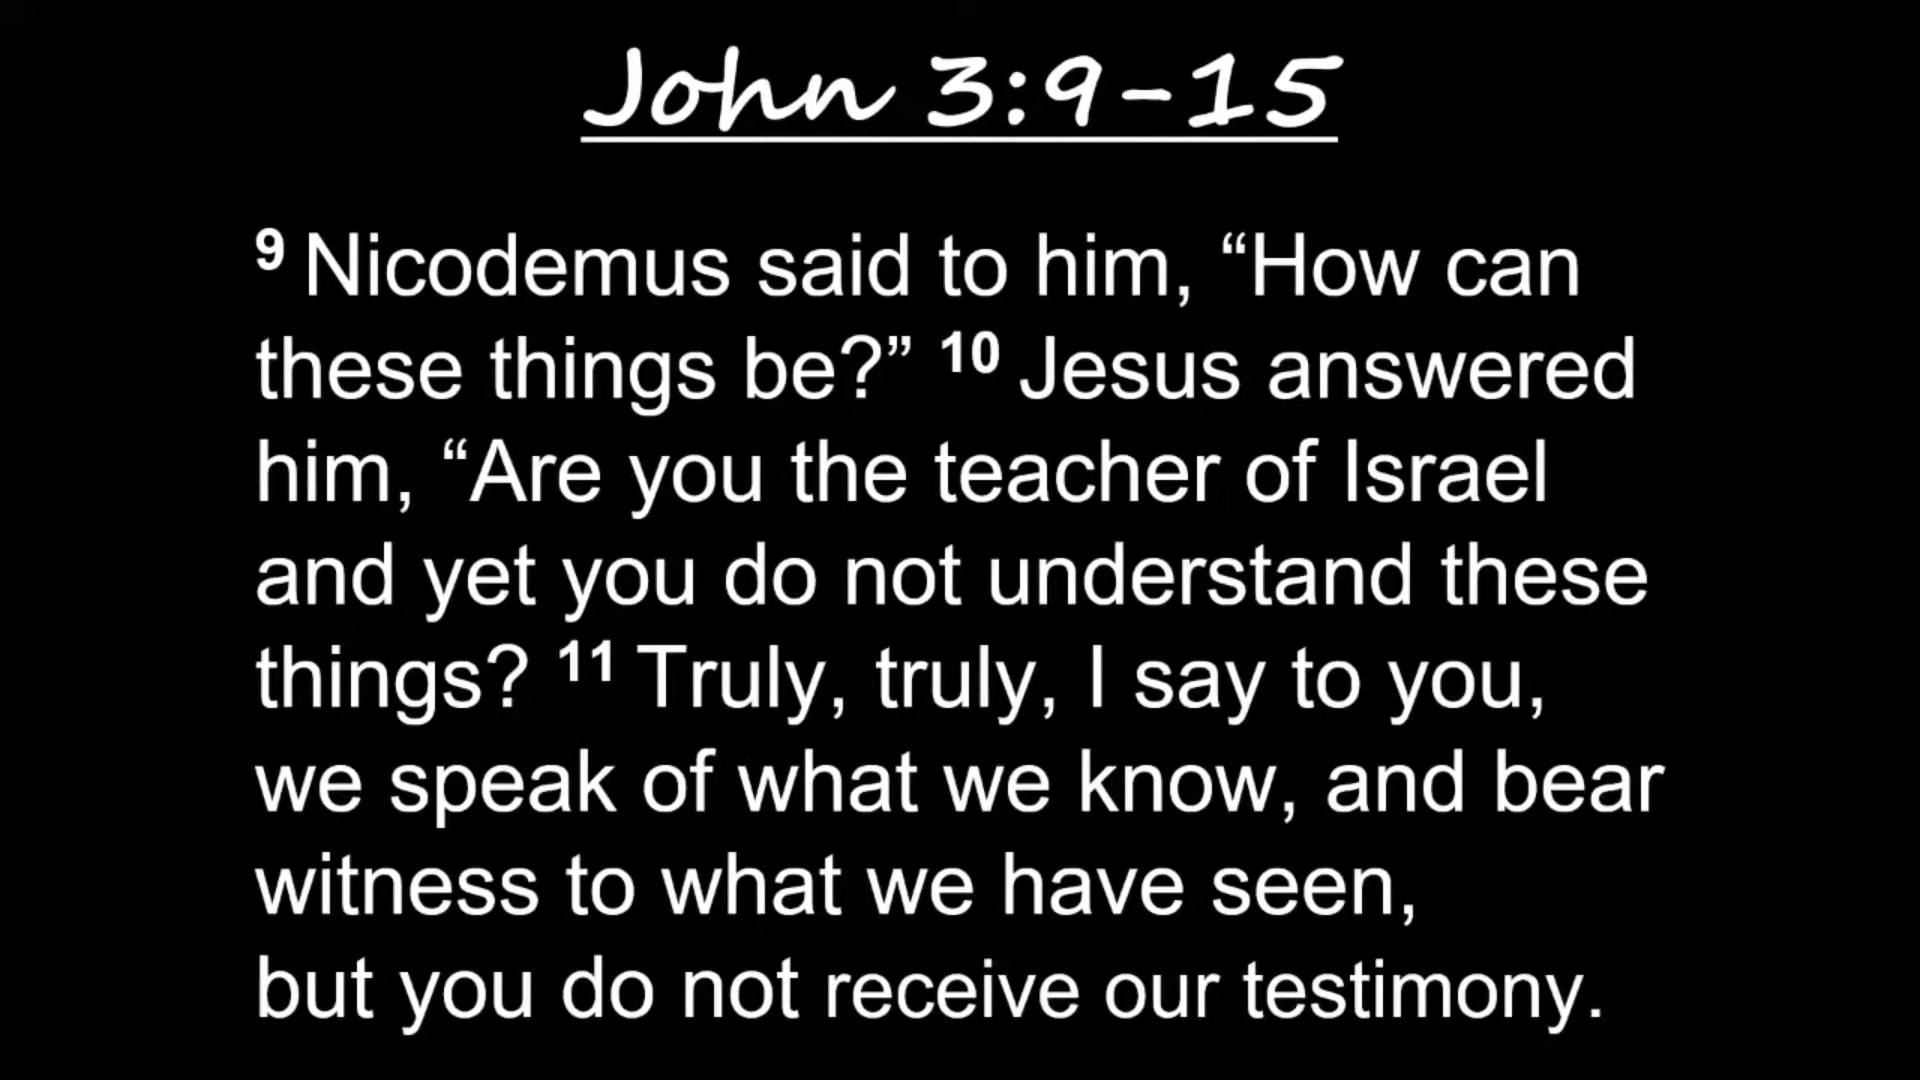 John 3:9-15
9 Nicodemus said to him, “How can
these things be?” 10 Jesus answered
him, “Are you the teacher of Israel
and yet you do not understand these
things? 11 Truly, truly, I say to you,
we speak of what we know, and bear
witness to what we have seen,
but you do not receive our testimony.